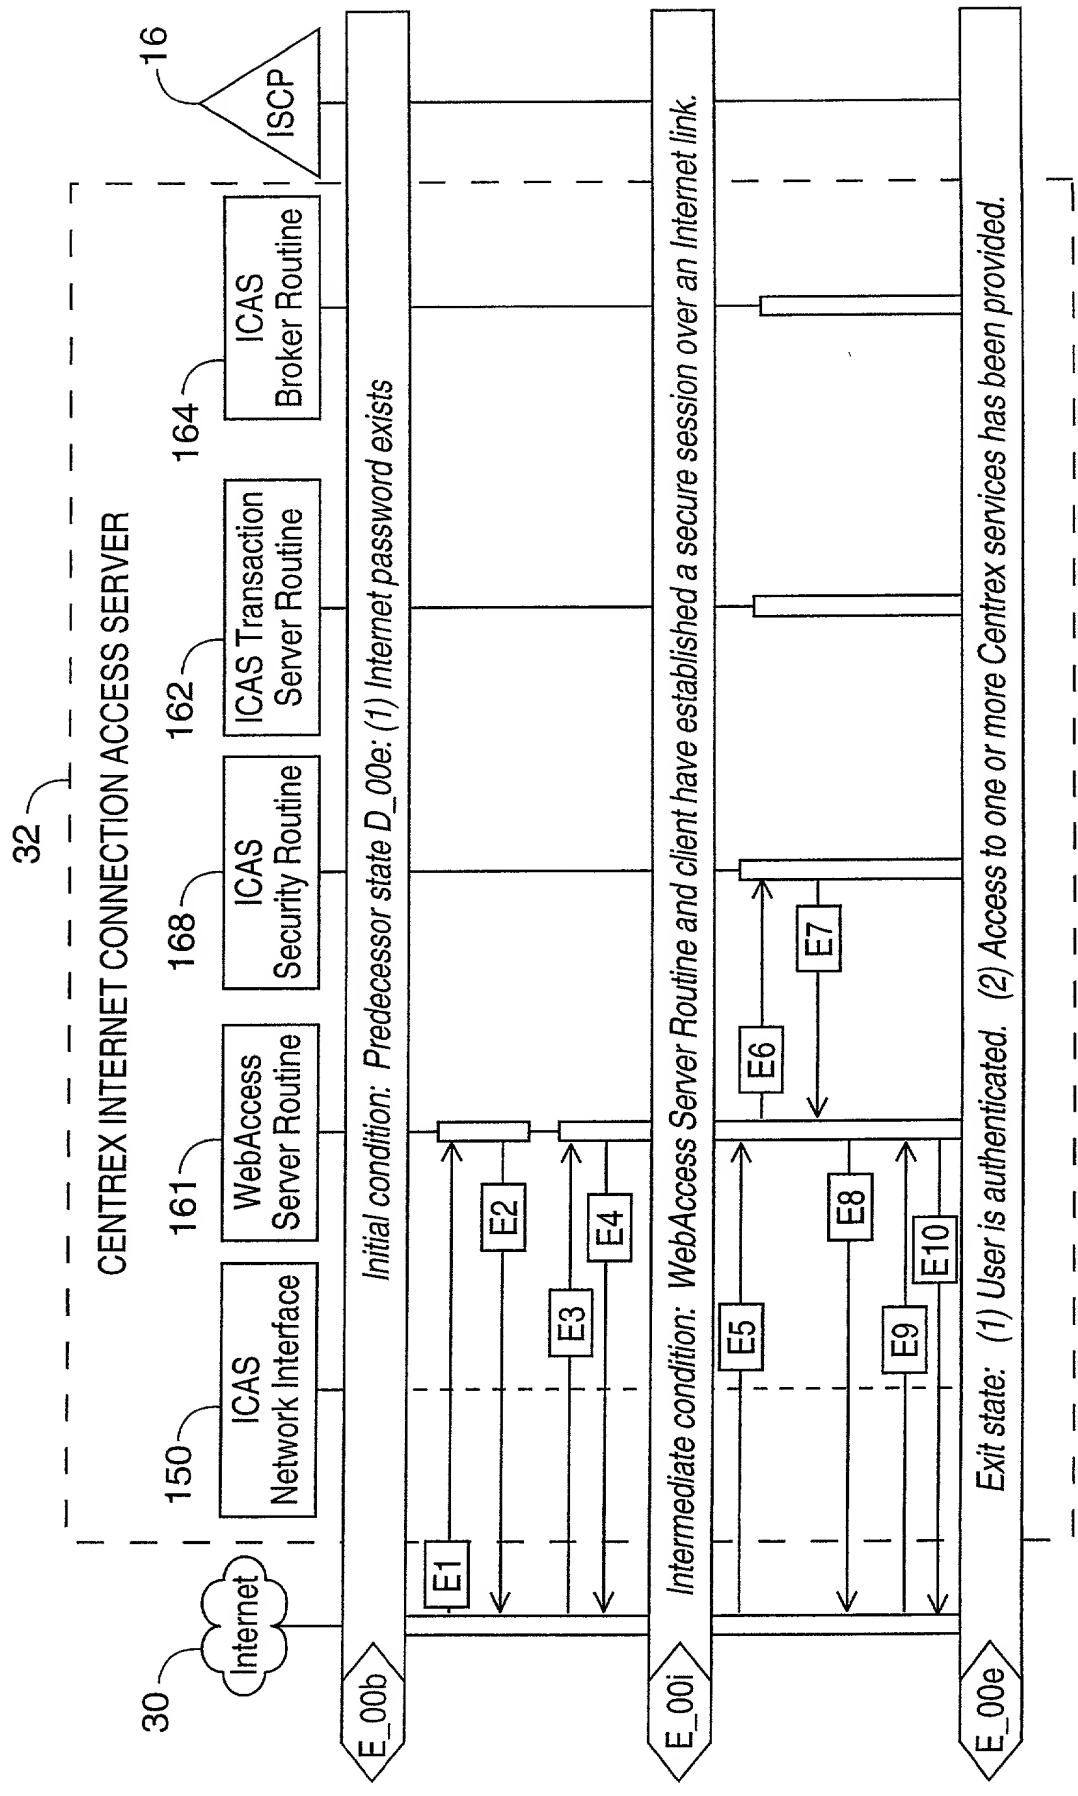 32
CENTREX INTERNET CONNECTION ACCESS SERVER
30
150
161
168
162
164
16
Internet
ICAS
Network Interface
WebAccess
Server Routine
ICAS
Security Routine
ICAS Transaction
Server Routine
ICAS
Broker Routine
ISCP
E_00b
Initial condition: Predecessor state D_00e: (1) Internet password exists
E1
E2
E3
E4
E_00i
Intermediate condition: WebAccess Server Routine and client have established a secure session over an Internet link.
E5
E6
E7
E8
E9
E10
E_00e
Exit state: (1) User is authenticated. (2) Access to one or more Centrex services has been provided.